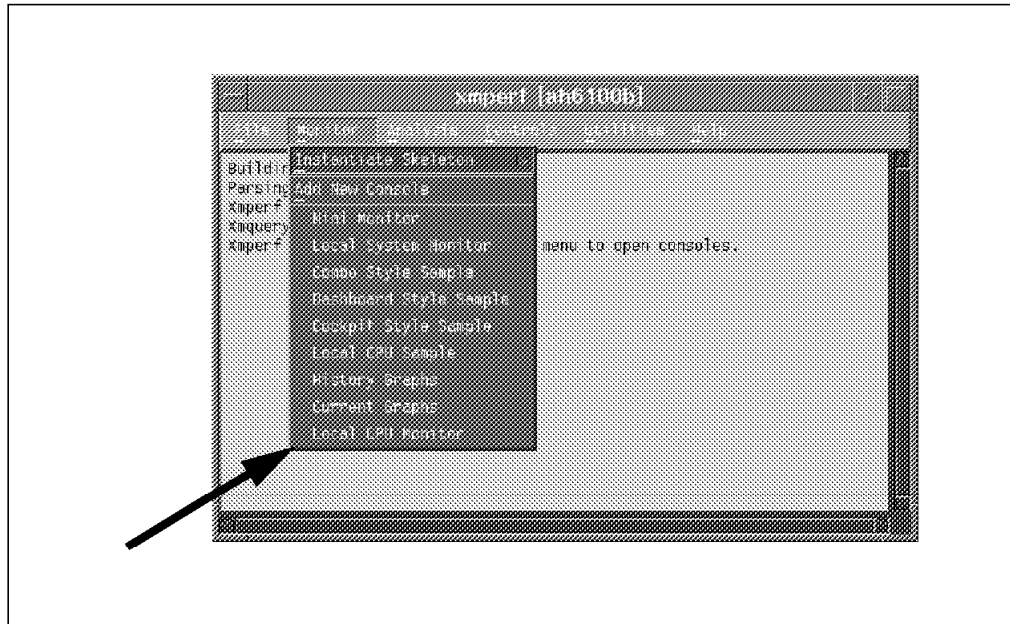 xmperf [ah6100b]
File Monitor Analysis Controls Utilities Help
Instantiate Skeleton
Add New Console
Mini Monitor
Local System Monitor
Combo Style Sample
Dashboard Style Sample
Cockpit Style Sample
Local CPU Sample
History Graphs
Current Graphs
Local CPU Monitor
Buildin
Parsing
Xmperf
Xmquery
Xmperf menu to open consoles.